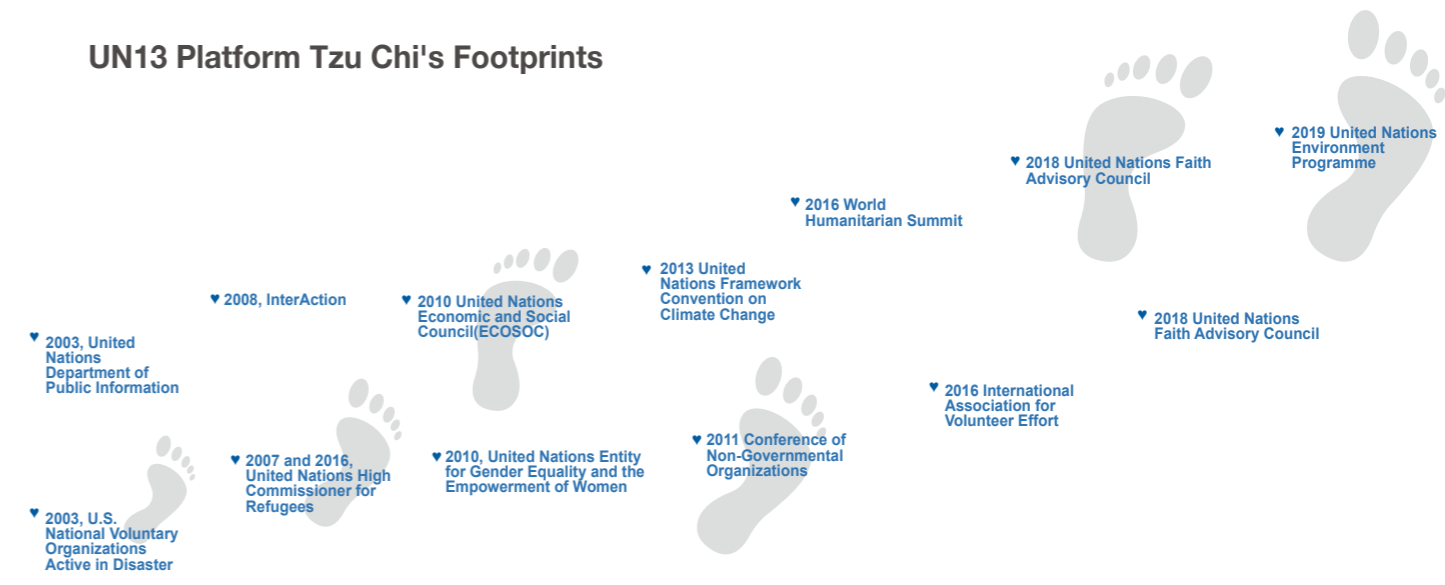 UN13 Platform Tzu Chi's Footprints
♥ 2003, United
Nations
Department of
Public Information
♥ 2003, U.S.
National Voluntary
Organizations
Active in Disaster
♥ 2008, InterAction
♥ 2007 and 2016,
United Nations High
Commissioner for
Refugees
♥ 2010 United Nations
Economic and Social
Council(ECOSOC)
♥ 2010, United Nations Entity
for Gender Equality and the
Empowerment of Women
♥ 2013 United
Nations Framework
Convention on
Climate Change
♥ 2011 Conference of
Non-Governmental
Organizations
♥ 2016 World
Humanitarian Summit
♥ 2016 International
Association for
Volunteer Effort
♥ 2018 United Nations Faith
Advisory Council
♥ 2018 United Nations
Faith Advisory Council
♥ 2019 United Nations
Environment
Programme